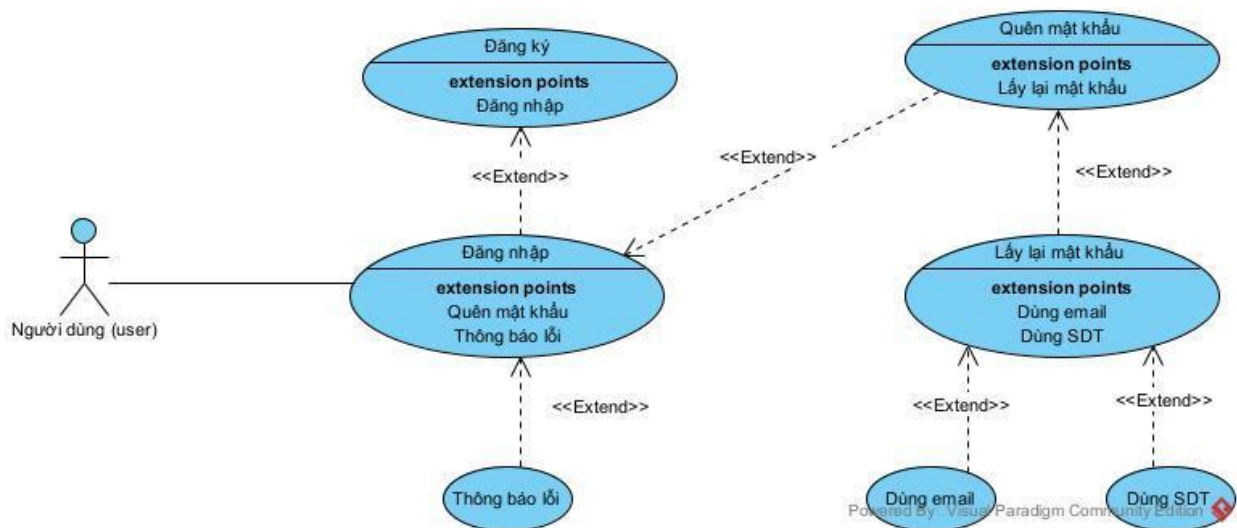 Đăng ký
extension points
Đăng nhập
Quên mật khẩu
extension points
Lấy lại mật khẩu
<<Extend>>
<<Extend>>
<<Extend>>
Người dùng (user)
Đăng nhập
extension points
Quên mật khẩu
Thông báo lỗi
Lấy lại mật khẩu
extension points
Dùng email
Dùng SDT
<<Extend>>
<<Extend>>
<<Extend>>
Thông báo lỗi
Dùng email
Dùng SDT
Powered By Visual Paradigm Community Edition